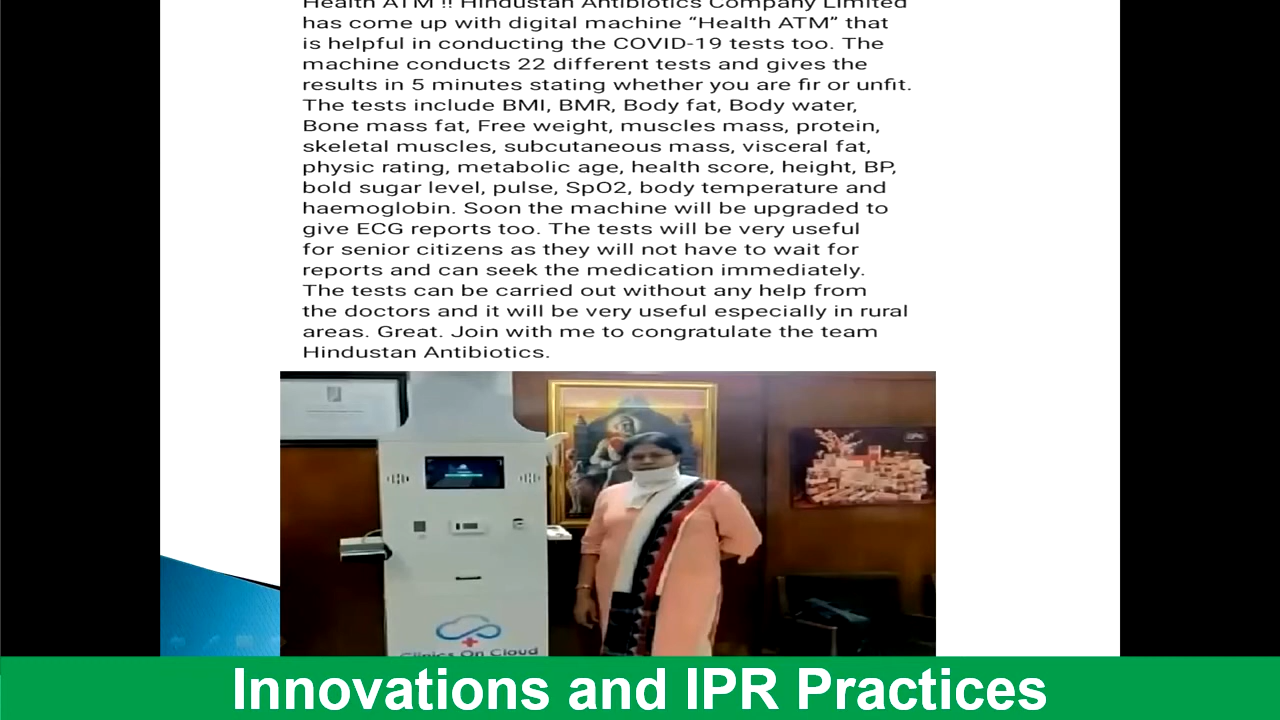 Health ATM !! Hindustan Antibiotics Company Limited
has come up with digital machine “Health ATM” that
is helpful in conducting the COVID-19 tests too. The
machine conducts 22 different tests and gives the
results in 5 minutes stating whether you are fir or unfit.
The tests include BMI, BMR, Body fat, Body water,
Bone mass fat, Free weight, muscles mass, protein,
skeletal muscles, subcutaneous mass, visceral fat,
physic rating, metabolic age, health score, height, BP,
bold sugar level, pulse, SpO2, body temperature and
haemoglobin. Soon the machine will be upgraded to
give ECG reports too. The tests will be very useful
for senior citizens as they will not have to wait for
reports and can seek the medication immediately.
The tests can be carried out without any help from
the doctors and it will be very useful especially in rural
areas. Great. Join with me to congratulate the team
Hindustan Antibiotics.
Clinics On Cloud
Innovations and IPR Practices